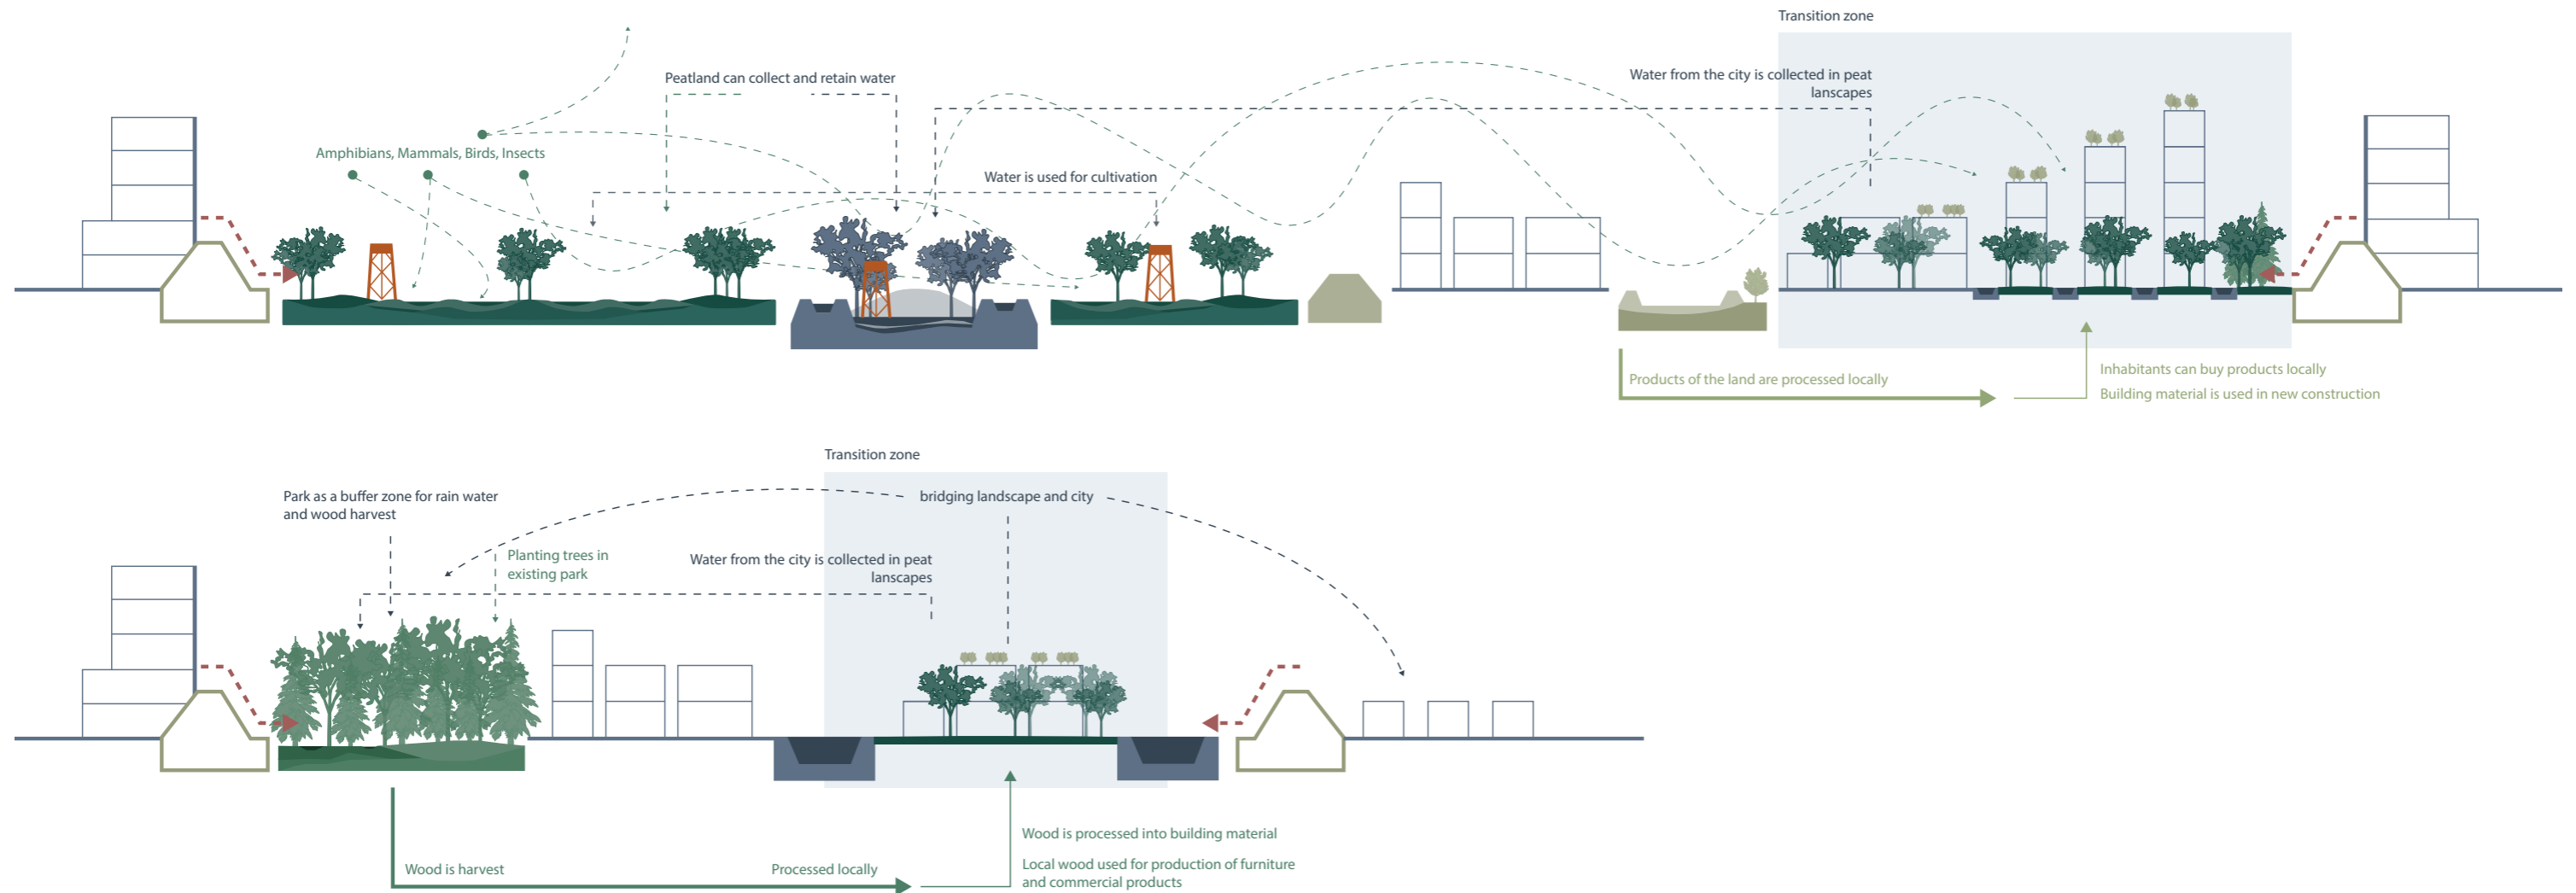 Transition zone
Peatland can collect and retain water
Water from the city is collected in peat
lanscapes
Amphibians, Mammals, Birds, Insects
Water is used for cultivation
Products of the land are processed locally
Inhabitants can buy products locally
Building material is used in new construction
Transition zone
Park as a buffer zone for rain water
and wood harvest
bridging landscape and city
Planting trees in
existing park
Water from the city is collected in peat
lanscapes
Wood is harvest
Processed locally
Wood is processed into building material
Local wood used for production of furniture
and commercial products